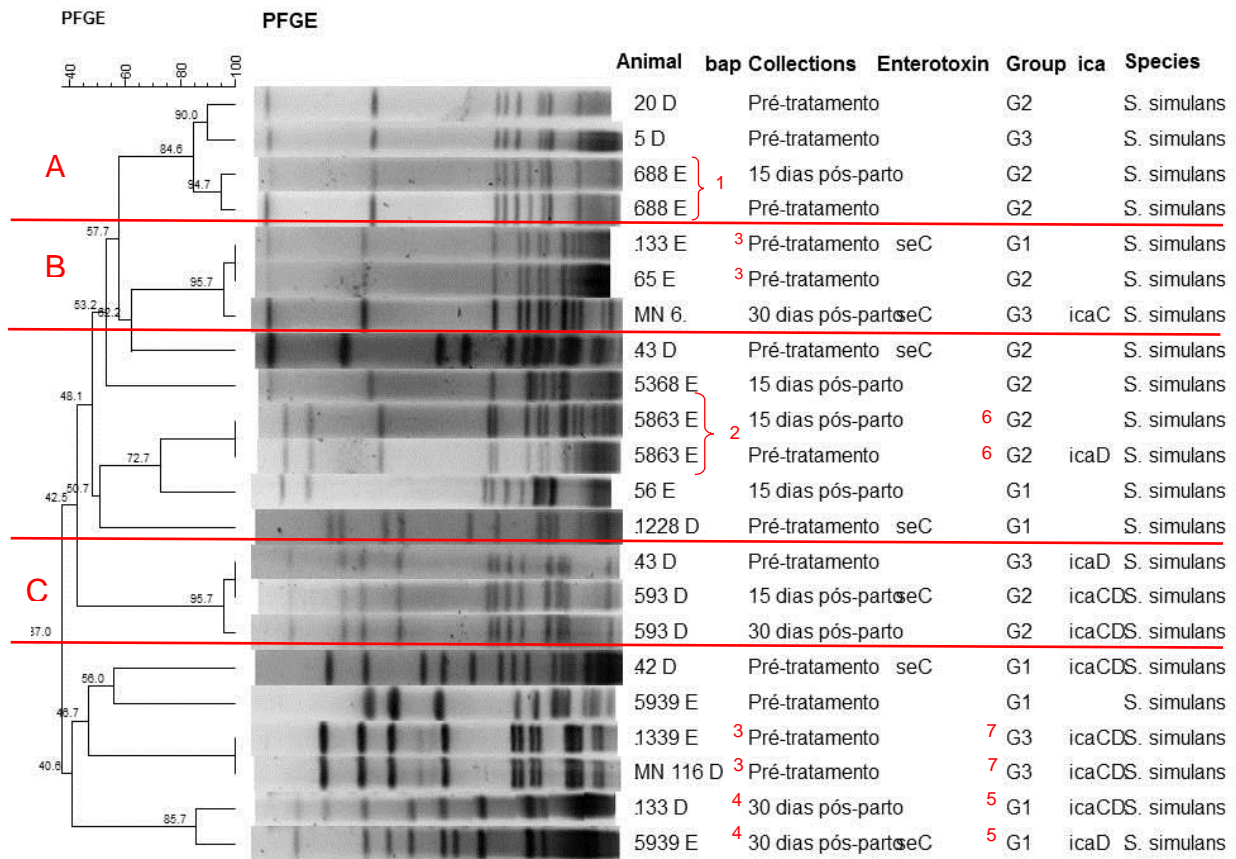 PFGE PFGE
40 60 80 100
Animal bap Collections Enterotoxin Group ica Species
90.0 20 D Pré-tratamento G2 S. simulans
84.6 5 D Pré-tratamento G3 S. simulans
A 94.7 688 E 1 15 dias pós-parto G2 S. simulans
688 E Pré-tratamento G2 S. simulans
57.7 .133 E 3 Pré-tratamento seC G1 S. simulans
B 95.7 65 E 3 Pré-tratamento G2 S. simulans
53.2 62.2 MN 6. 30 dias pós-parto seC G3 icaC S. simulans
43 D Pré-tratamento seC G2 S. simulans
48.1 5368 E 15 dias pós-parto G2 S. simulans
5863 E 2 15 dias pós-parto 6 G2 S. simulans
72.7 5863 E Pré-tratamento 6 G2 icaD S. simulans
42.5 50.7 56 E 15 dias pós-parto G1 S. simulans
.1228 D Pré-tratamento seC G1 S. simulans
43 D Pré-tratamento G3 icaD S. simulans
C 95.7 593 D 15 dias pós-parto seC G2 icaCD S. simulans
37.0 593 D 30 dias pós-parto G2 icaCD S. simulans
56.0 42 D Pré-tratamento seC G1 icaCD S. simulans
46.7 5939 E Pré-tratamento G1 S. simulans
.1339 E 3 Pré-tratamento 7 G3 icaCD S. simulans
40.6 MN 116 D 3 Pré-tratamento 7 G3 icaCD S. simulans
85.7 .133 D 4 30 dias pós-parto 5 G1 icaCD S. simulans
5939 E 4 30 dias pós-parto seC 5 G1 icaD S. simulans